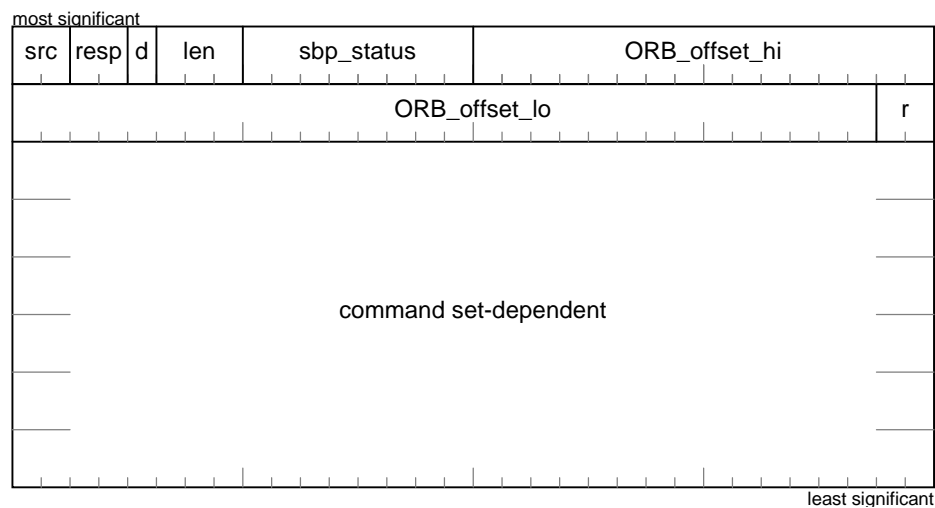 most significant
src resp d len sbp_status ORB_offset_hi
ORB_offset_lo r
command set-dependent
least significant